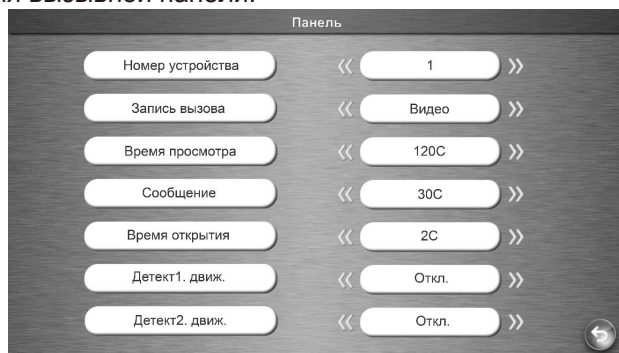 я вызывной панели.
Панель
Номер устройства 1
Запись вызова Видео
Время просмотра 120С
Сообщение 30С
Время открытия 2С
Детект1. движ. Откл.
Детект2. движ. Откл.